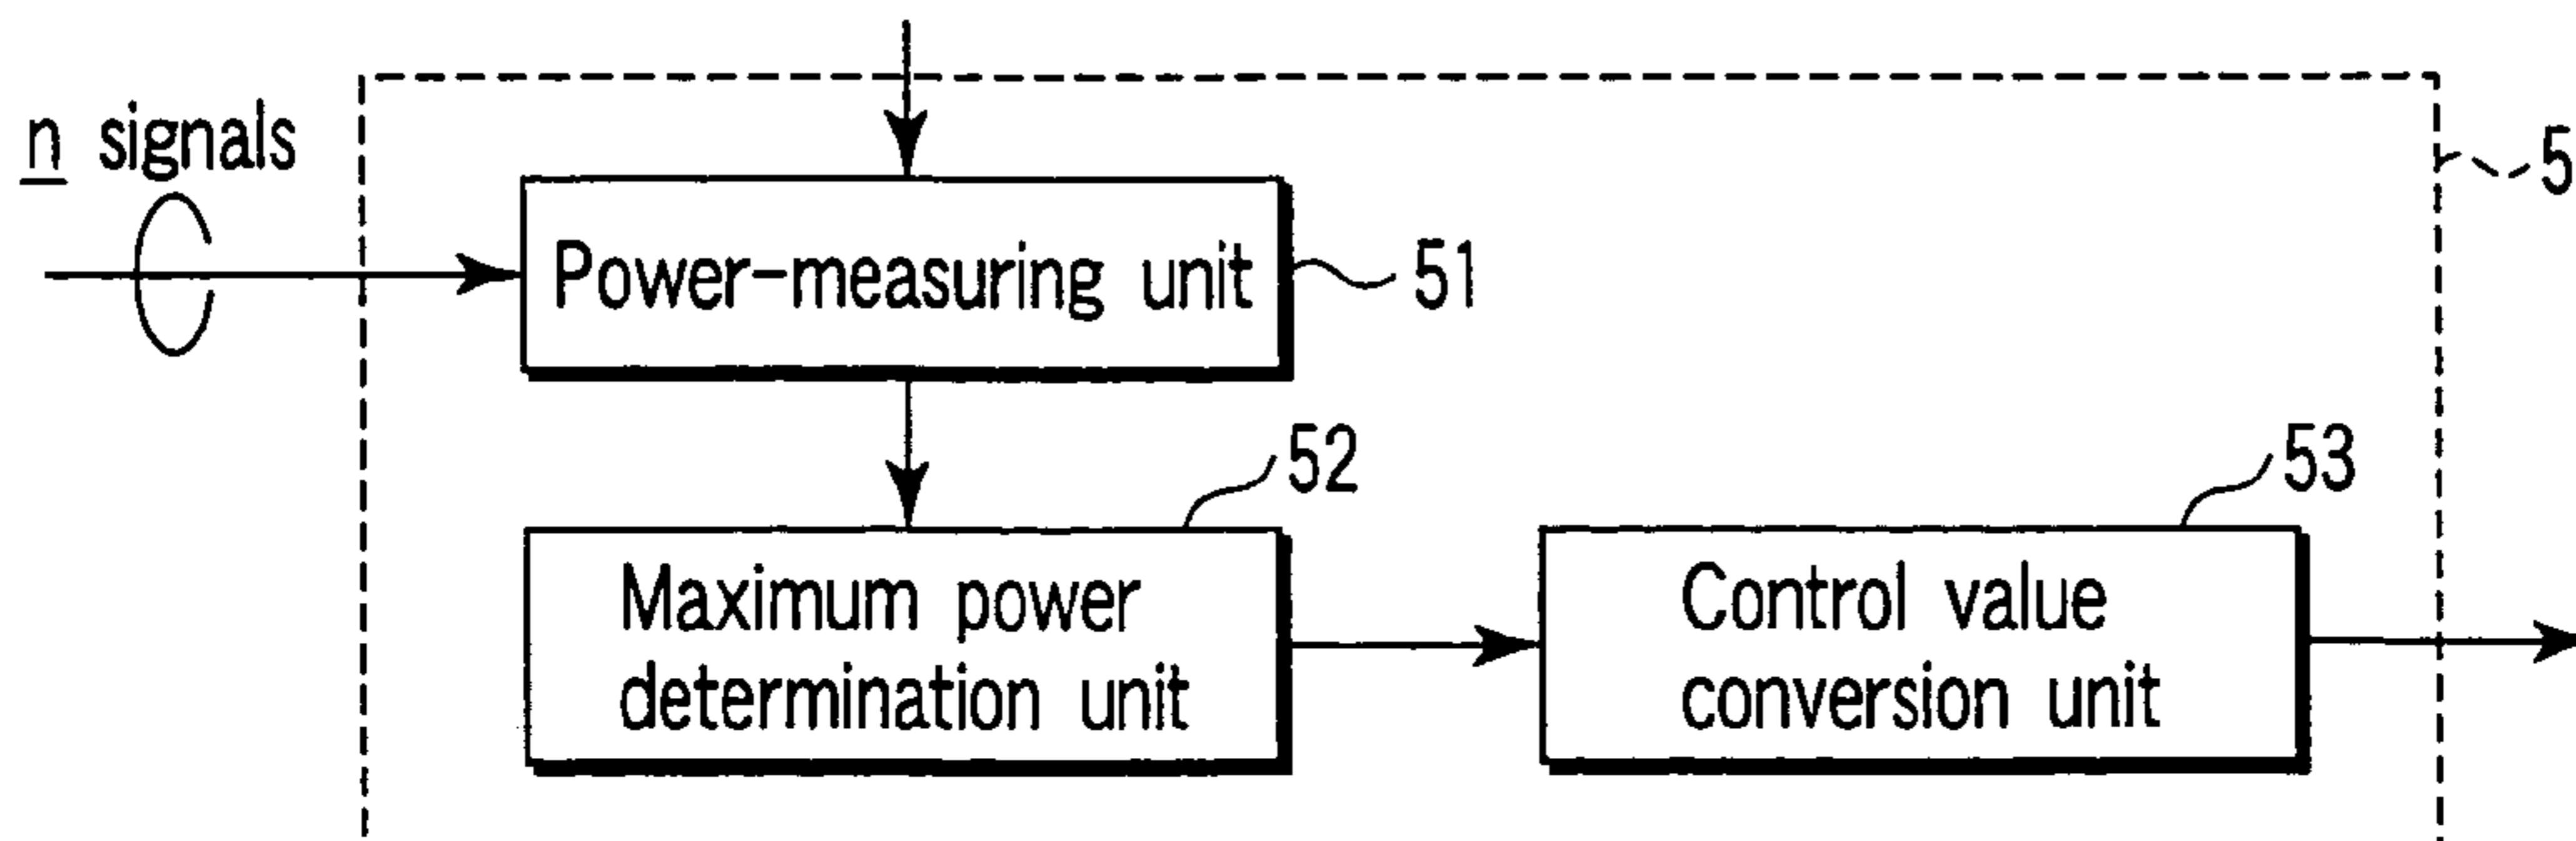 n signals
5
Power-measuring unit
51
52
53
Maximum power
determination unit
Control value
conversion unit